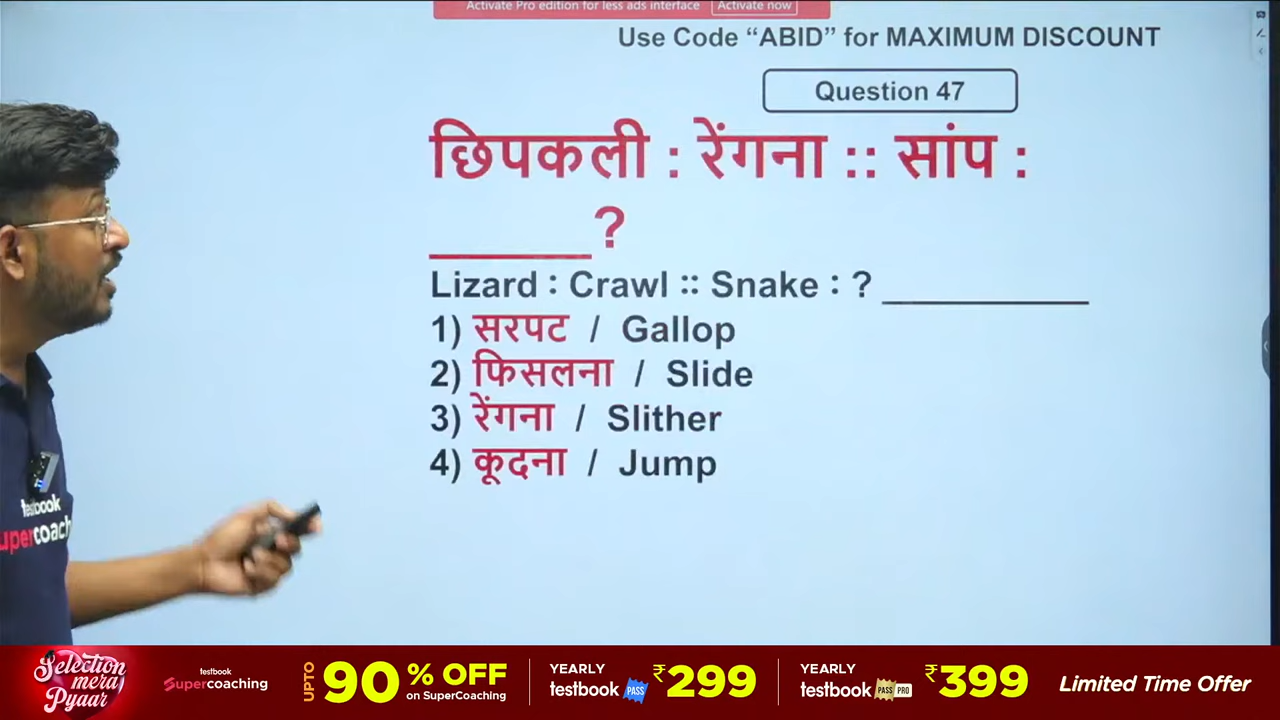 Activate Pro edition for less ads interface Activate now
Use Code “ABID” for MAXIMUM DISCOUNT
Question 47
छिपकली : रेंगना :: सांप :
______?
Lizard : Crawl :: Snake : ? __________
1) सरपट / Gallop
2) फिसलना / Slide
3) रेंगना / Slither
4) कूदना / Jump
testbook
supercoach
Selection
mera
Pyaar
testbook
Supercoaching
UPTO 90% OFF
on SuperCoaching
YEARLY
testbook PASS ₹299
YEARLY
testbook PASS PRO ₹399
Limited Time Offer